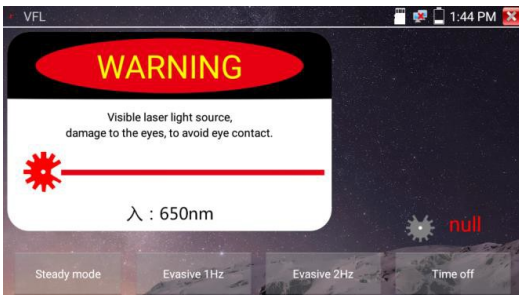 VFL
1:44 PM
WARNING
Visible laser light source,
damage to the eyes, to avoid eye contact.
入 : 650nm
null
Steady mode
Evasive 1Hz
Evasive 2Hz
Time off